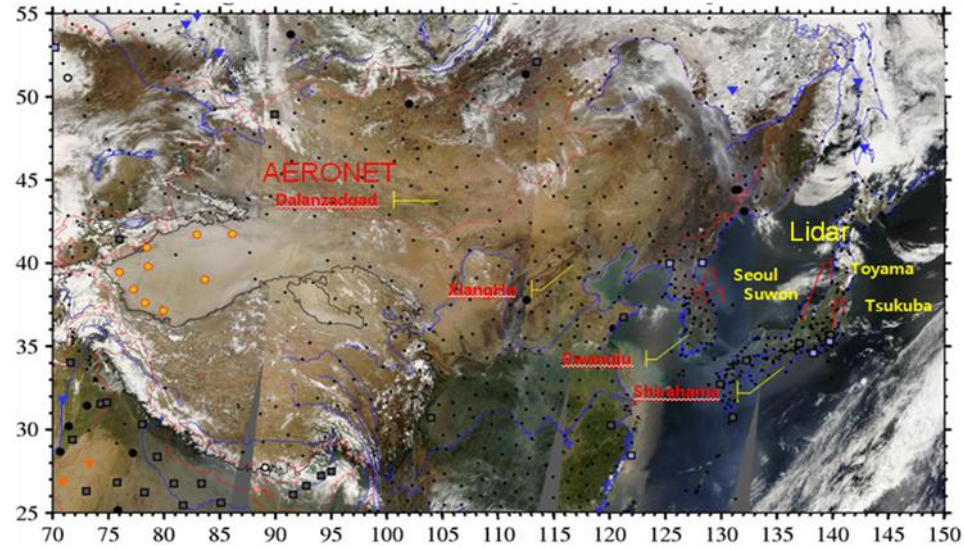 55
50
45
40
35
30
25
AERONET
Dalanzadgad
XiangHe
Gwangju
Shirahama
Lidar
Seoul
Suwon
Toyama
Tsukuba
70 75 80 85 90 95 100 105 110 115 120 125 130 135 140 145 150